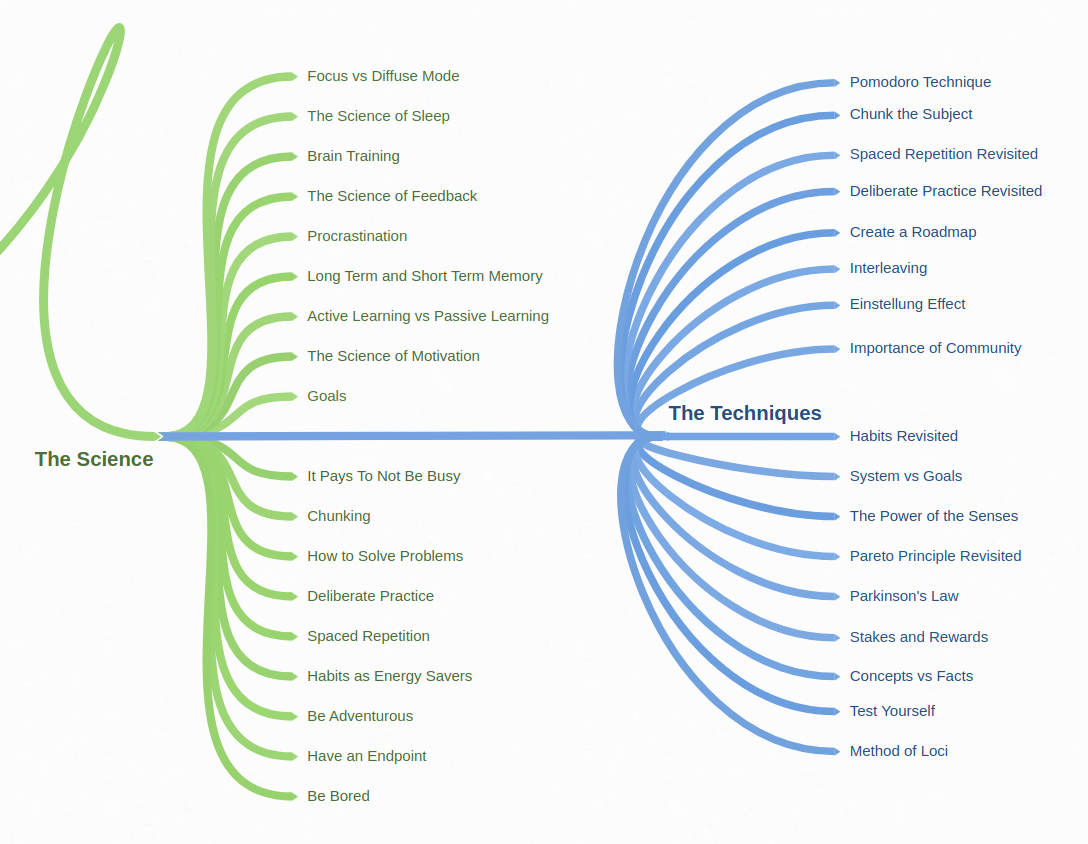 The Science
Focus vs Diffuse Mode
The Science of Sleep
Brain Training
The Science of Feedback
Procrastination
Long Term and Short Term Memory
Active Learning vs Passive Learning
The Science of Motivation
Goals
It Pays To Not Be Busy
Chunking
How to Solve Problems
Deliberate Practice
Spaced Repetition
Habits as Energy Savers
Be Adventurous
Have an Endpoint
Be Bored
The Techniques
Pomodoro Technique
Chunk the Subject
Spaced Repetition Revisited
Deliberate Practice Revisited
Create a Roadmap
Interleaving
Einstellung Effect
Importance of Community
Habits Revisited
System vs Goals
The Power of the Senses
Pareto Principle Revisited
Parkinson's Law
Stakes and Rewards
Concepts vs Facts
Test Yourself
Method of Loci